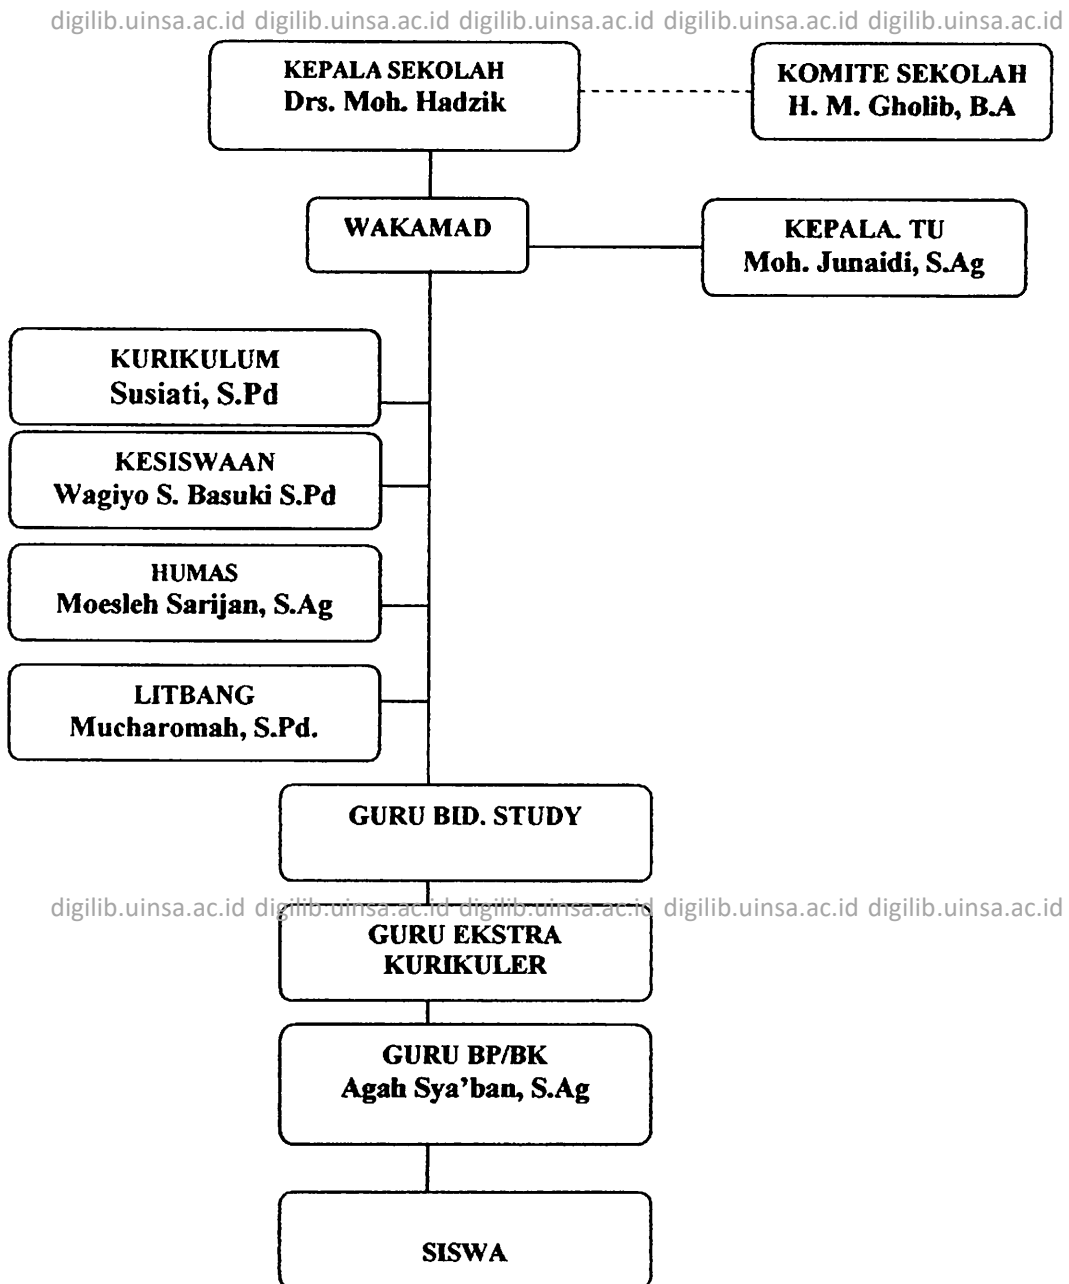 digilib.uinsa.ac.id digilib.uinsa.ac.id digilib.uinsa.ac.id digilib.uinsa.ac.id digilib.uinsa.ac.id
KEPALA SEKOLAH
Drs. Moh. Hadzik
KOMITE SEKOLAH
H. M. Gholib, B.A
WAKAMAD
KEPALA. TU
Moh. Junaidi, S.Ag
KURIKULUM
Susiati, S.Pd
KESISWAAN
Wagiyo S. Basuki S.Pd
HUMAS
Moesleh Sarijan, S.Ag
LITBANG
Mucharomah, S.Pd.
GURU BID. STUDY
digilib.uinsa.ac.id digilib.uinsa.ac.id digilib.uinsa.ac.id digilib.uinsa.ac.id digilib.uinsa.ac.id
GURU EKSTRA
KURIKULER
GURU BP/BK
Agah Sya'ban, S.Ag
SISWA